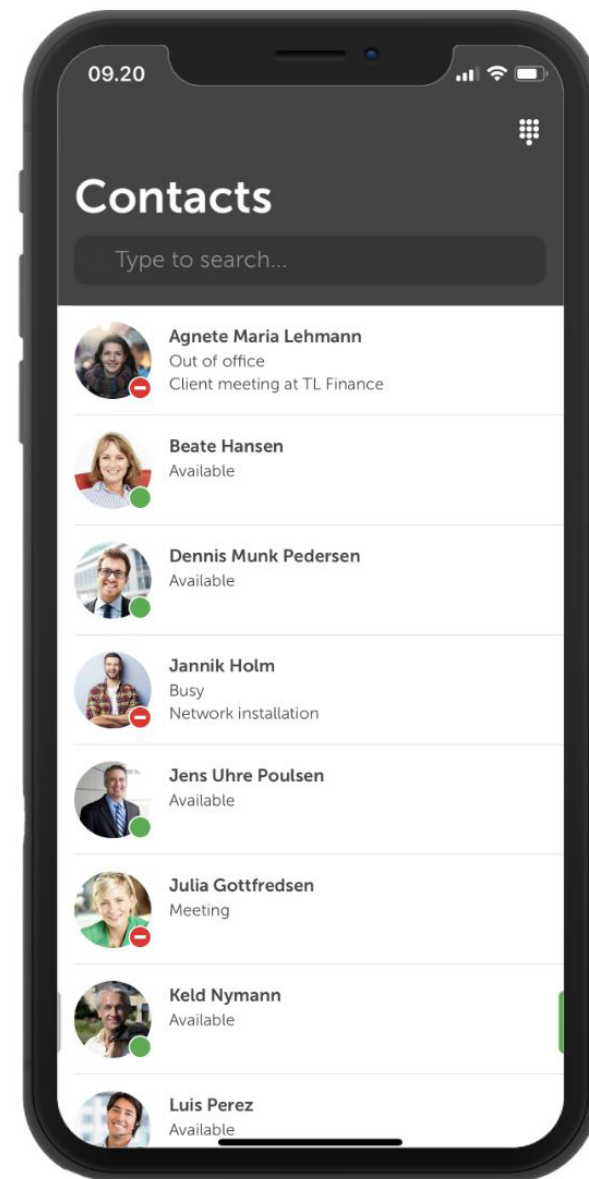 09.20
Contacts
Type to search...
Agnete Maria Lehmann
Out of office
Client meeting at TL Finance
Beate Hansen
Available
Dennis Munk Pedersen
Available
Jannik Holm
Busy
Network installation
Jens Uhre Poulsen
Available
Julia Gottfredsen
Meeting
Keld Nymann
Available
Luis Perez
Available